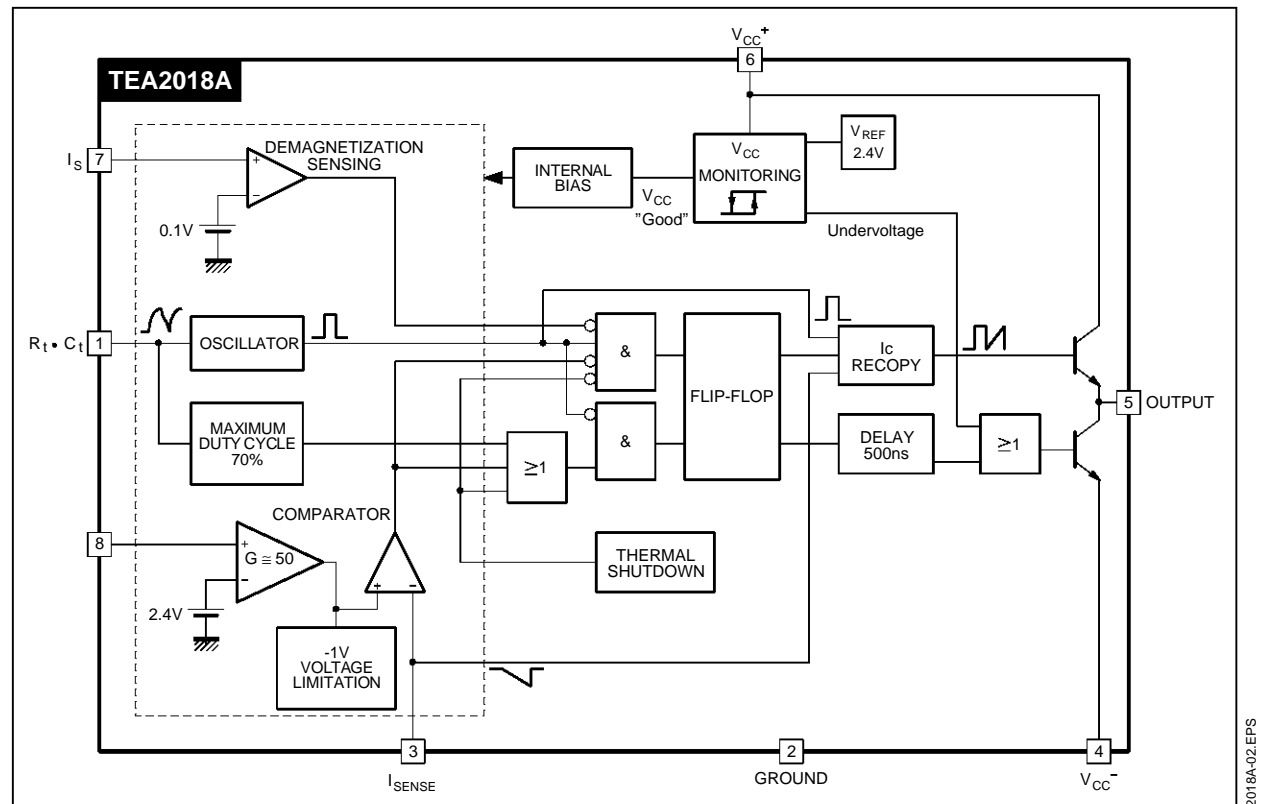 VCC+
6
TEA2018A
IS
7
DEMAGNETIZATION
SENSING
+
−
0.1V
INTERNAL
BIAS
VCC
"Good"
VCC
MONITORING
VREF
2.4V
Undervoltage
Rt • Ct
1
OSCILLATOR
&
FLIP-FLOP
Ic
RECOPY
5
OUTPUT
MAXIMUM
DUTY CYCLE
70%
≥1
&
DELAY
500ns
≥1
COMPARATOR
8
+
G ≅ 50
−
+
−
2.4V
THERMAL
SHUTDOWN
-1V
VOLTAGE
LIMITATION
3
ISENSE
2
GROUND
4
VCC-
2018A-02.EPS